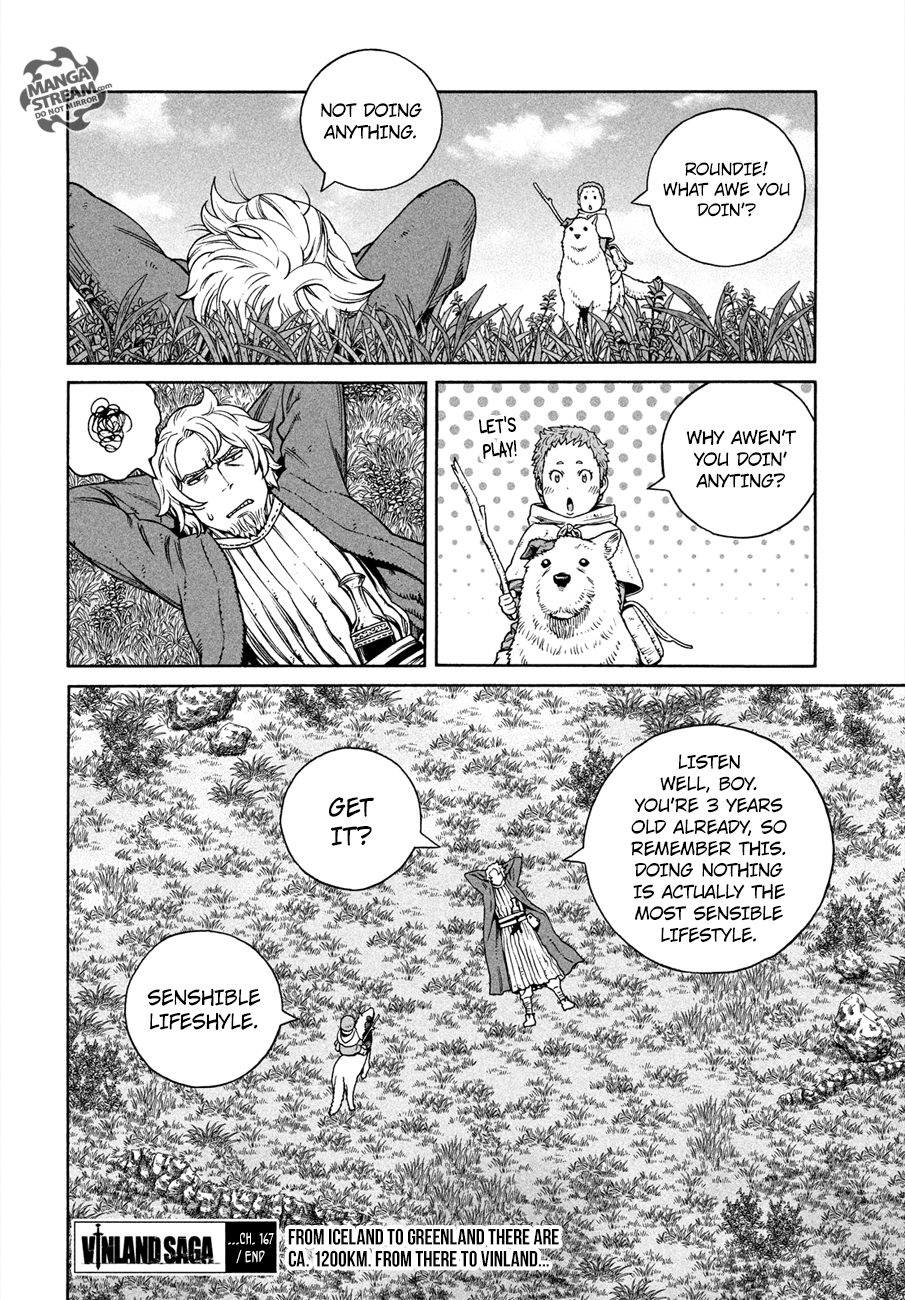 MANGA
STREAM.com
DO NOT MIRROR
ROUNDIE!
WHAT AWE YOU
DOIN'?
NOT DOING
ANYTHING.
WHY AWEN'T
YOU DOIN'
ANYTING?
LET'S
PLAY!
LISTEN
WELL, BOY.
YOU'RE 3 YEARS
OLD ALREADY, SO
REMEMBER THIS.
DOING NOTHING
IS ACTUALLY THE
MOST SENSIBLE
LIFESTYLE.
GET
IT?
SENSHIBLE
LIFESHYLE.
VINLAND SAGA
...CH. 167
/ END
FROM ICELAND TO GREENLAND THERE ARE
CA. 1200KM. FROM THERE TO VINLAND...